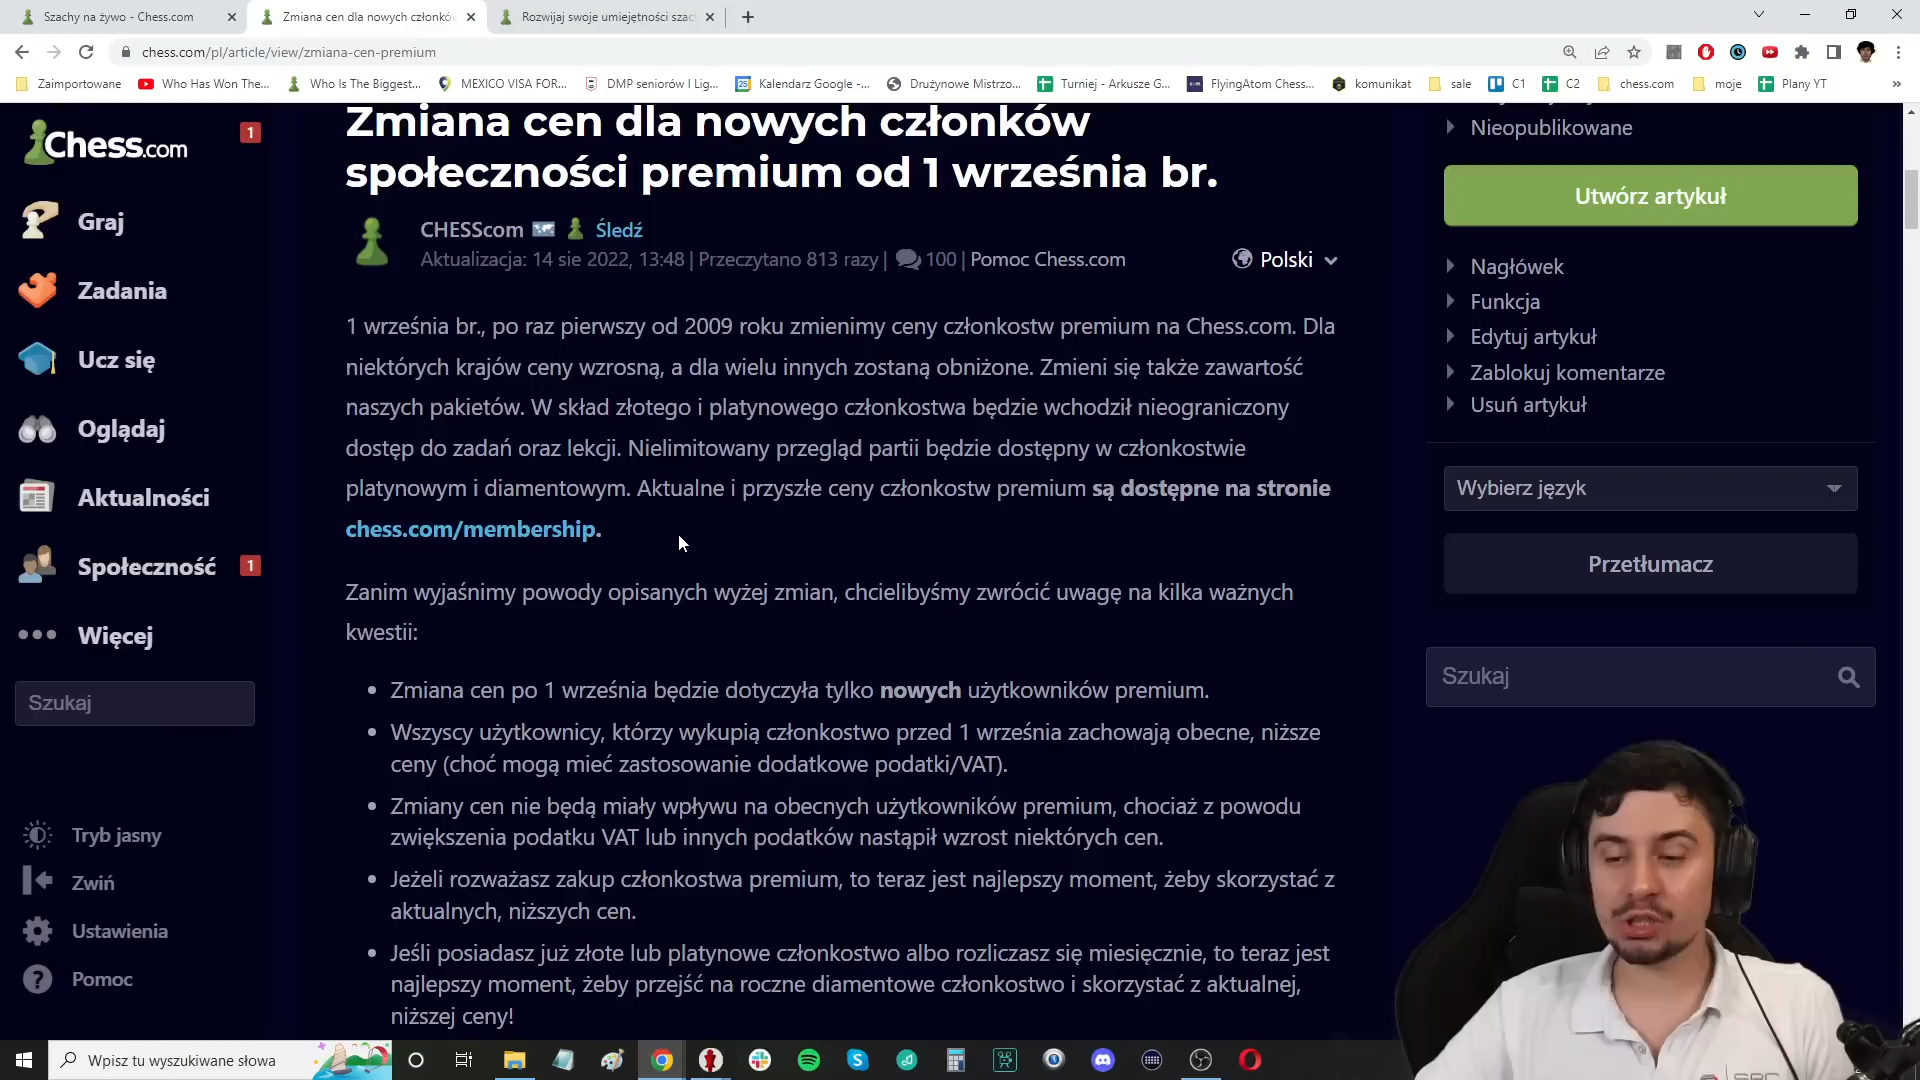 Szachy na żywo - Chess.com
Zmiana cen dla nowych członków
Rozwijaj swoje umiejętności szac
chess.com/pl/article/view/zmiana-cen-premium
Zaimportowane
Who Has Won The...
Who Is The Biggest...
MEXICO VISA FOR...
DMP seniorów I Lig...
Kalendarz Google -...
Drużynowe Mistrzo...
Turniej - Arkusze G...
FlyingAtom Chess...
komunikat
sale
C1
C2
chess.com
moje
Plany YT
»
Chess.com
1
Graj
Zadania
Ucz się
Oglądaj
Aktualności
Społeczność
1
Więcej
Szukaj
Tryb jasny
Zwiń
Ustawienia
Pomoc
Zmiana cen dla nowych członków
społeczności premium od 1 września br.
CHESScom Śledź
Aktualizacja: 14 sie 2022, 13:48 | Przeczytano 813 razy | 100 | Pomoc Chess.com
Polski
1 września br., po raz pierwszy od 2009 roku zmienimy ceny członkostw premium na Chess.com. Dla
niektórych krajów ceny wzrosną, a dla wielu innych zostaną obniżone. Zmieni się także zawartość
naszych pakietów. W skład złotego i platynowego członkostwa będzie wchodził nieograniczony
dostęp do zadań oraz lekcji. Nielimitowany przegląd partii będzie dostępny w członkostwie
platynowym i diamentowym. Aktualne i przyszłe ceny członkostw premium są dostępne na stronie
chess.com/membership.
Zanim wyjaśnimy powody opisanych wyżej zmian, chcielibyśmy zwrócić uwagę na kilka ważnych
kwestii:
• Zmiana cen po 1 września będzie dotyczyła tylko nowych użytkowników premium.
• Wszyscy użytkownicy, którzy wykupią członkostwo przed 1 września zachowają obecne, niższe
ceny (choć mogą mieć zastosowanie dodatkowe podatki/VAT).
• Zmiany cen nie będą miały wpływu na obecnych użytkowników premium, chociaż z powodu
zwiększenia podatku VAT lub innych podatków nastąpił wzrost niektórych cen.
• Jeżeli rozważasz zakup członkostwa premium, to teraz jest najlepszy moment, żeby skorzystać z
aktualnych, niższych cen.
• Jeśli posiadasz już złote lub platynowe członkostwo albo rozliczasz się miesięcznie, to teraz jest
najlepszy moment, żeby przejść na roczne diamentowe członkostwo i skorzystać z aktualnej,
niższej ceny!
Nieopublikowane
Utwórz artykuł
Nagłówek
Funkcja
Edytuj artykuł
Zablokuj komentarze
Usuń artykuł
Wybierz język
Przetłumacz
Szukaj
Wpisz tu wyszukiwane słowa